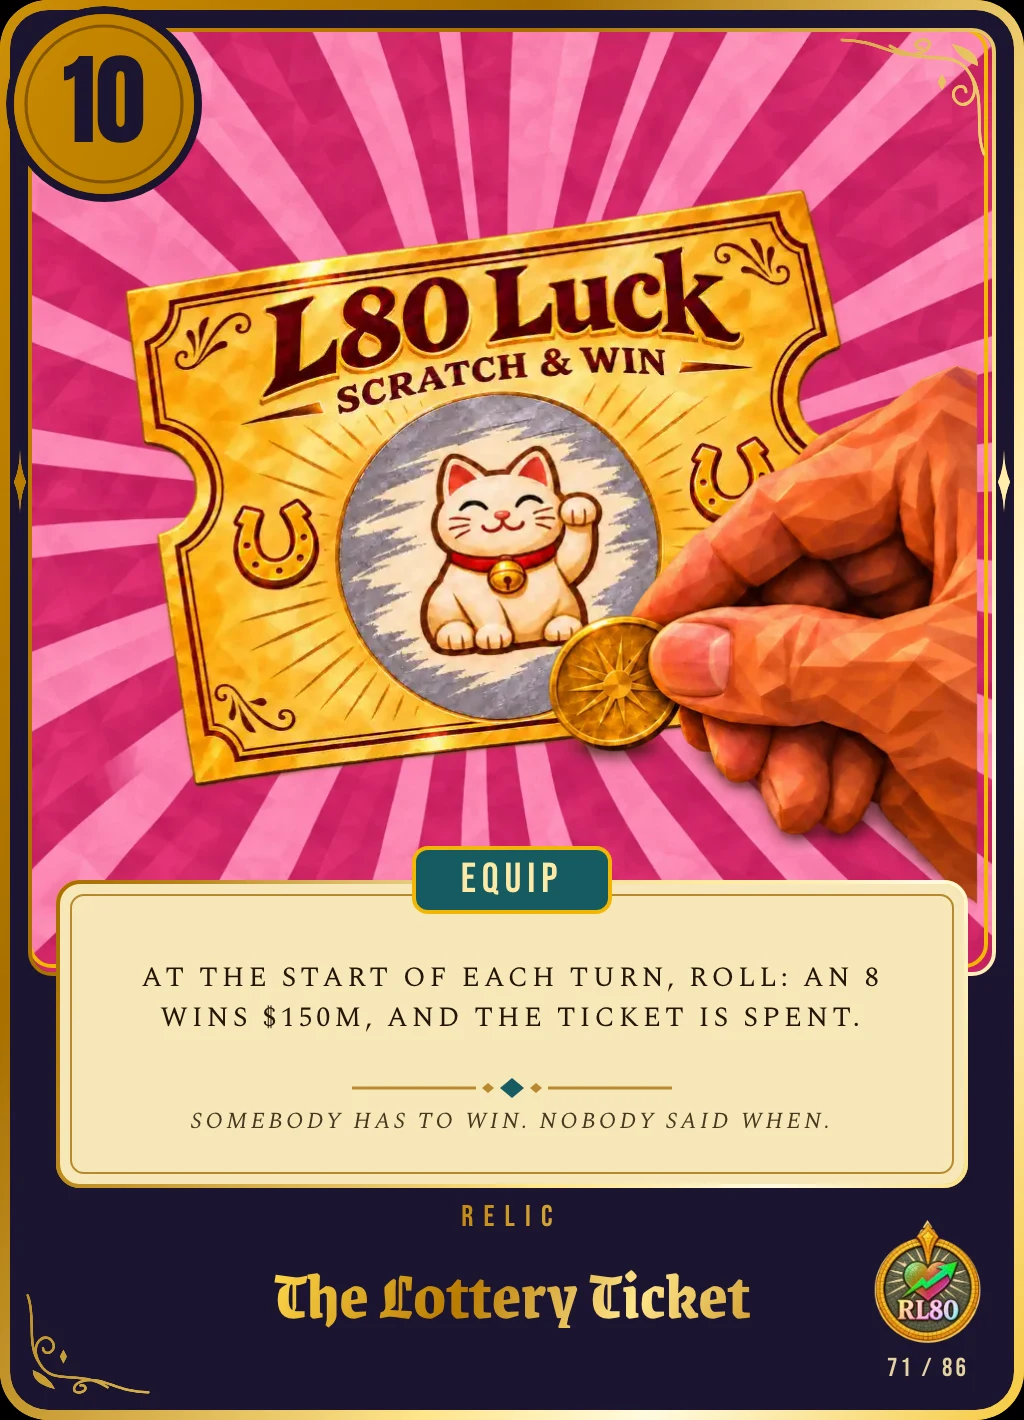 10
L80 Luck
SCRATCH & WIN
EQUIP
AT THE START OF EACH TURN, ROLL: AN 8
WINS $150M, AND THE TICKET IS SPENT.
SOMEBODY HAS TO WIN. NOBODY SAID WHEN.
RELIC
The Lottery Ticket
RL80
71 / 86